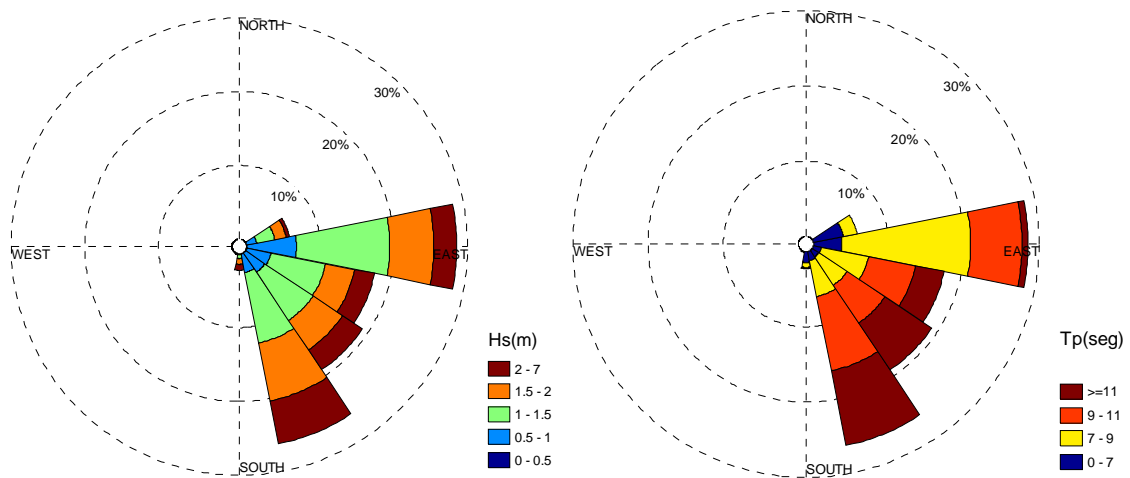 NORTH
30%
20%
10%
WEST
EAST
SOUTH
Hs(m)
2 - 7
1.5 - 2
1 - 1.5
0.5 - 1
0 - 0.5
NORTH
30%
20%
10%
WEST
EAST
SOUTH
Tp(seg)
>=11
9 - 11
7 - 9
0 - 7